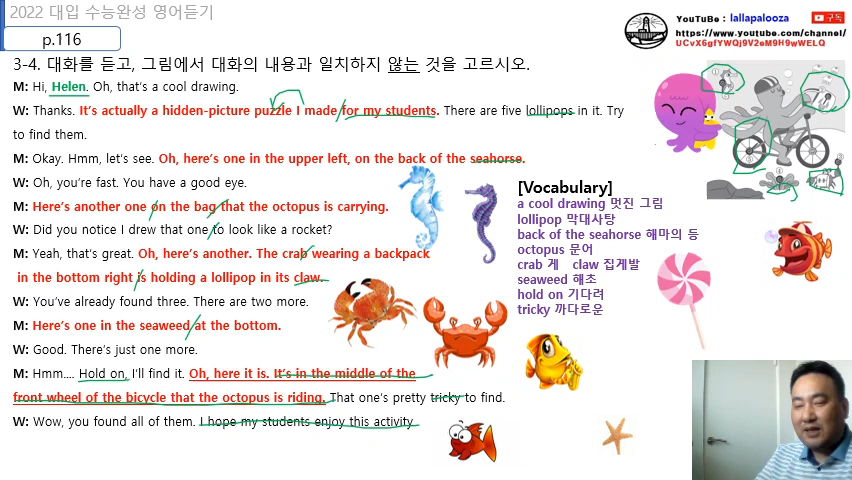 2022 대입 수능완성 영어듣기
p.116
YouTuBe : lallapalooza
구독
https://www.youtube.com/channel/
UCvX6gfYWQj9V2eM9H9wWELQ
3-4. 대화를 듣고, 그림에서 대화의 내용과 일치하지 않는 것을 고르시오.
M: Hi, Helen. Oh, that's a cool drawing.
W: Thanks. It's actually a hidden-picture puzzle I made for my students. There are five lollipops in it. Try
to find them.
M: Okay. Hmm, let's see. Oh, here's one in the upper left, on the back of the seahorse.
W: Oh, you're fast. You have a good eye.
M: Here's another one on the bag that the octopus is carrying.
W: Did you notice I drew that one to look like a rocket?
M: Yeah, that's great. Oh, here's another. The crab wearing a backpack
in the bottom right is holding a lollipop in its claw.
W: You've already found three. There are two more.
M: Here's one in the seaweed at the bottom.
W: Good. There's just one more.
M: Hmm.... Hold on, I'll find it. Oh, here it is. It's in the middle of the
front wheel of the bicycle that the octopus is riding. That one's pretty tricky to find.
W: Wow, you found all of them. I hope my students enjoy this activity.
[Vocabulary]
a cool drawing 멋진 그림
lollipop 막대사탕
back of the seahorse 해마의 등
octopus 문어
crab 게 claw 집게발
seaweed 해초
hold on 기다려
tricky 까다로운